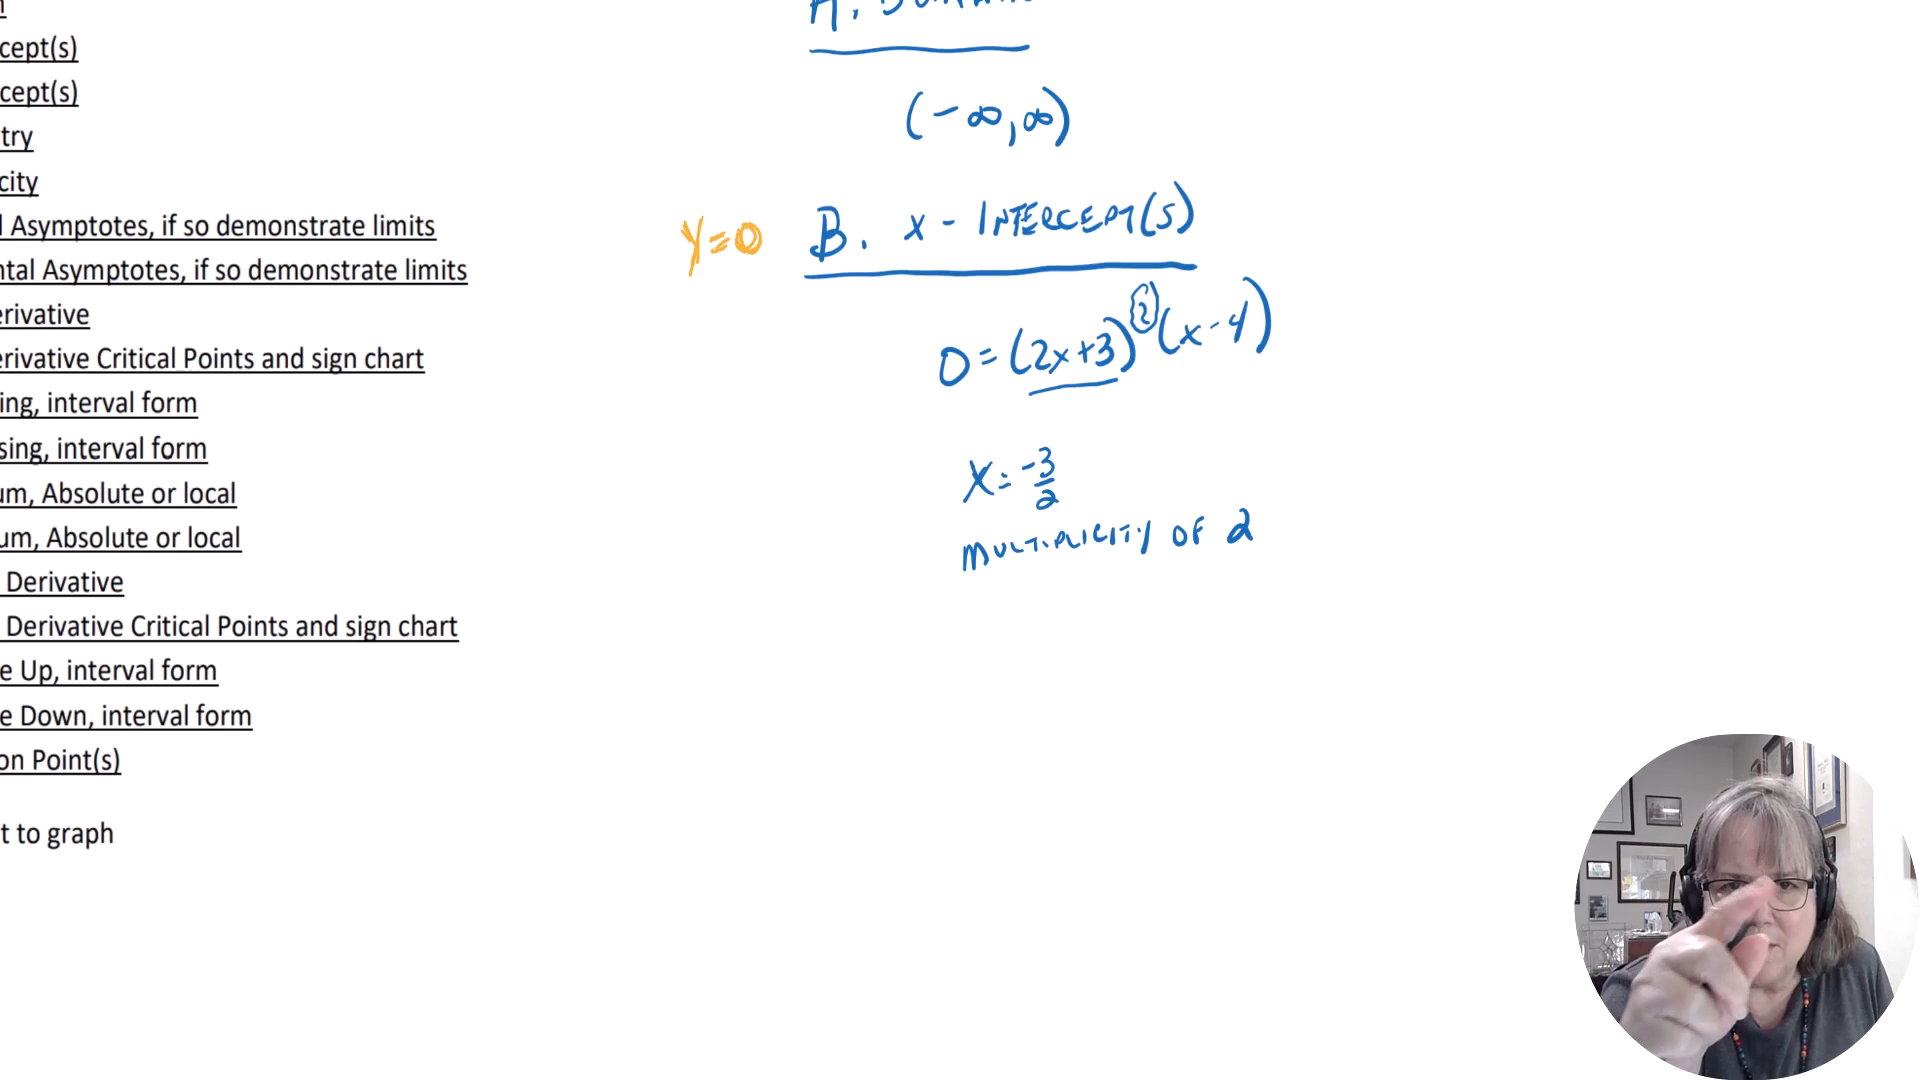 cept(s)
cept(s)
try
city
l Asymptotes, if so demonstrate limits
ntal Asymptotes, if so demonstrate limits
erivative
erivative Critical Points and sign chart
ing, interval form
sing, interval form
um, Absolute or local
um, Absolute or local
Derivative
Derivative Critical Points and sign chart
e Up, interval form
e Down, interval form
on Point(s)
t to graph
A.
(-∞,∞)
y=0 B. x-INTERCEPT(S)
0=(2x+3)²(x-4)
x=-3/2
MULTIPLICITY OF 2